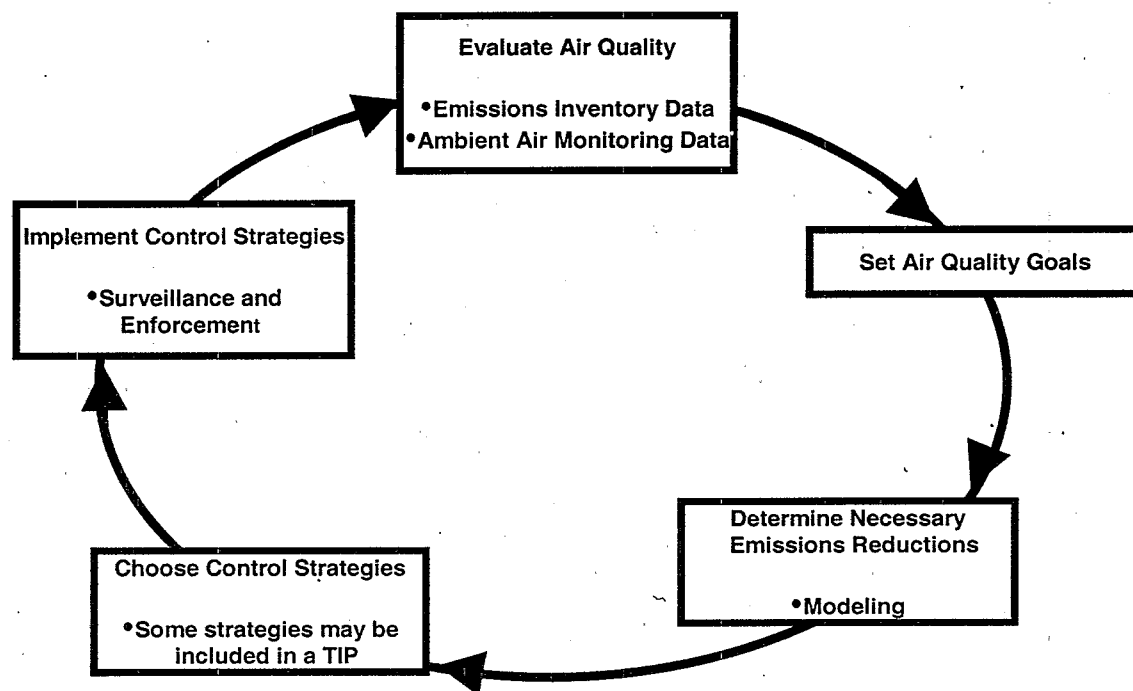 Evaluate Air Quality
•Emissions Inventory Data
•Ambient Air Monitoring Data
Set Air Quality Goals
Determine Necessary
Emissions Reductions
•Modeling
Choose Control Strategies
•Some strategies may be
included in a TIP
Implement Control Strategies
•Surveillance and
Enforcement